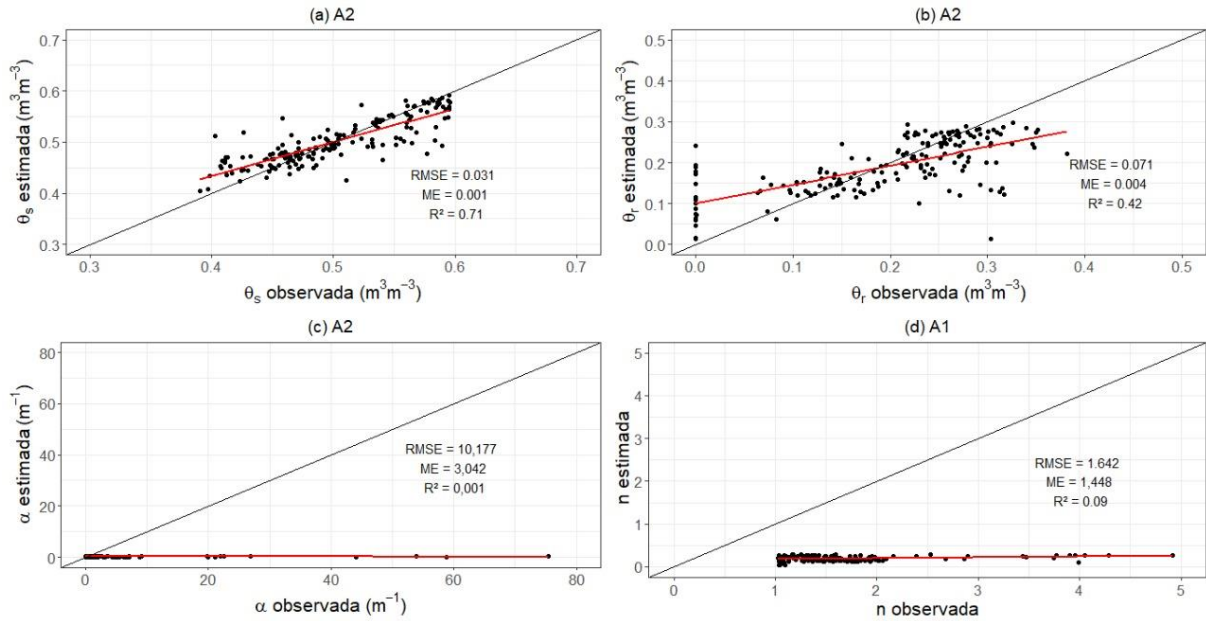 (a) A2
0.7
0.6
0.5
0.4
0.3
θs estimada (m³m⁻³)
RMSE = 0.031
ME = 0.001
R² = 0.71
0.3 0.4 0.5 0.6 0.7
θs observada (m³m⁻³)
(b) A2
0.5
0.4
0.3
0.2
0.1
0.0
θr estimada (m³m⁻³)
RMSE = 0.071
ME = 0.004
R² = 0.42
0.0 0.1 0.2 0.3 0.4 0.5
θr observada (m³m⁻³)
(c) A2
80
60
40
20
0
α estimada (m⁻¹)
RMSE = 10,177
ME = 3,042
R² = 0,001
0 20 40 60 80
α observada (m⁻¹)
(d) A1
5
4
3
2
1
0
n estimada
RMSE = 1.642
ME = 1,448
R² = 0.09
0 1 2 3 4 5
n observada